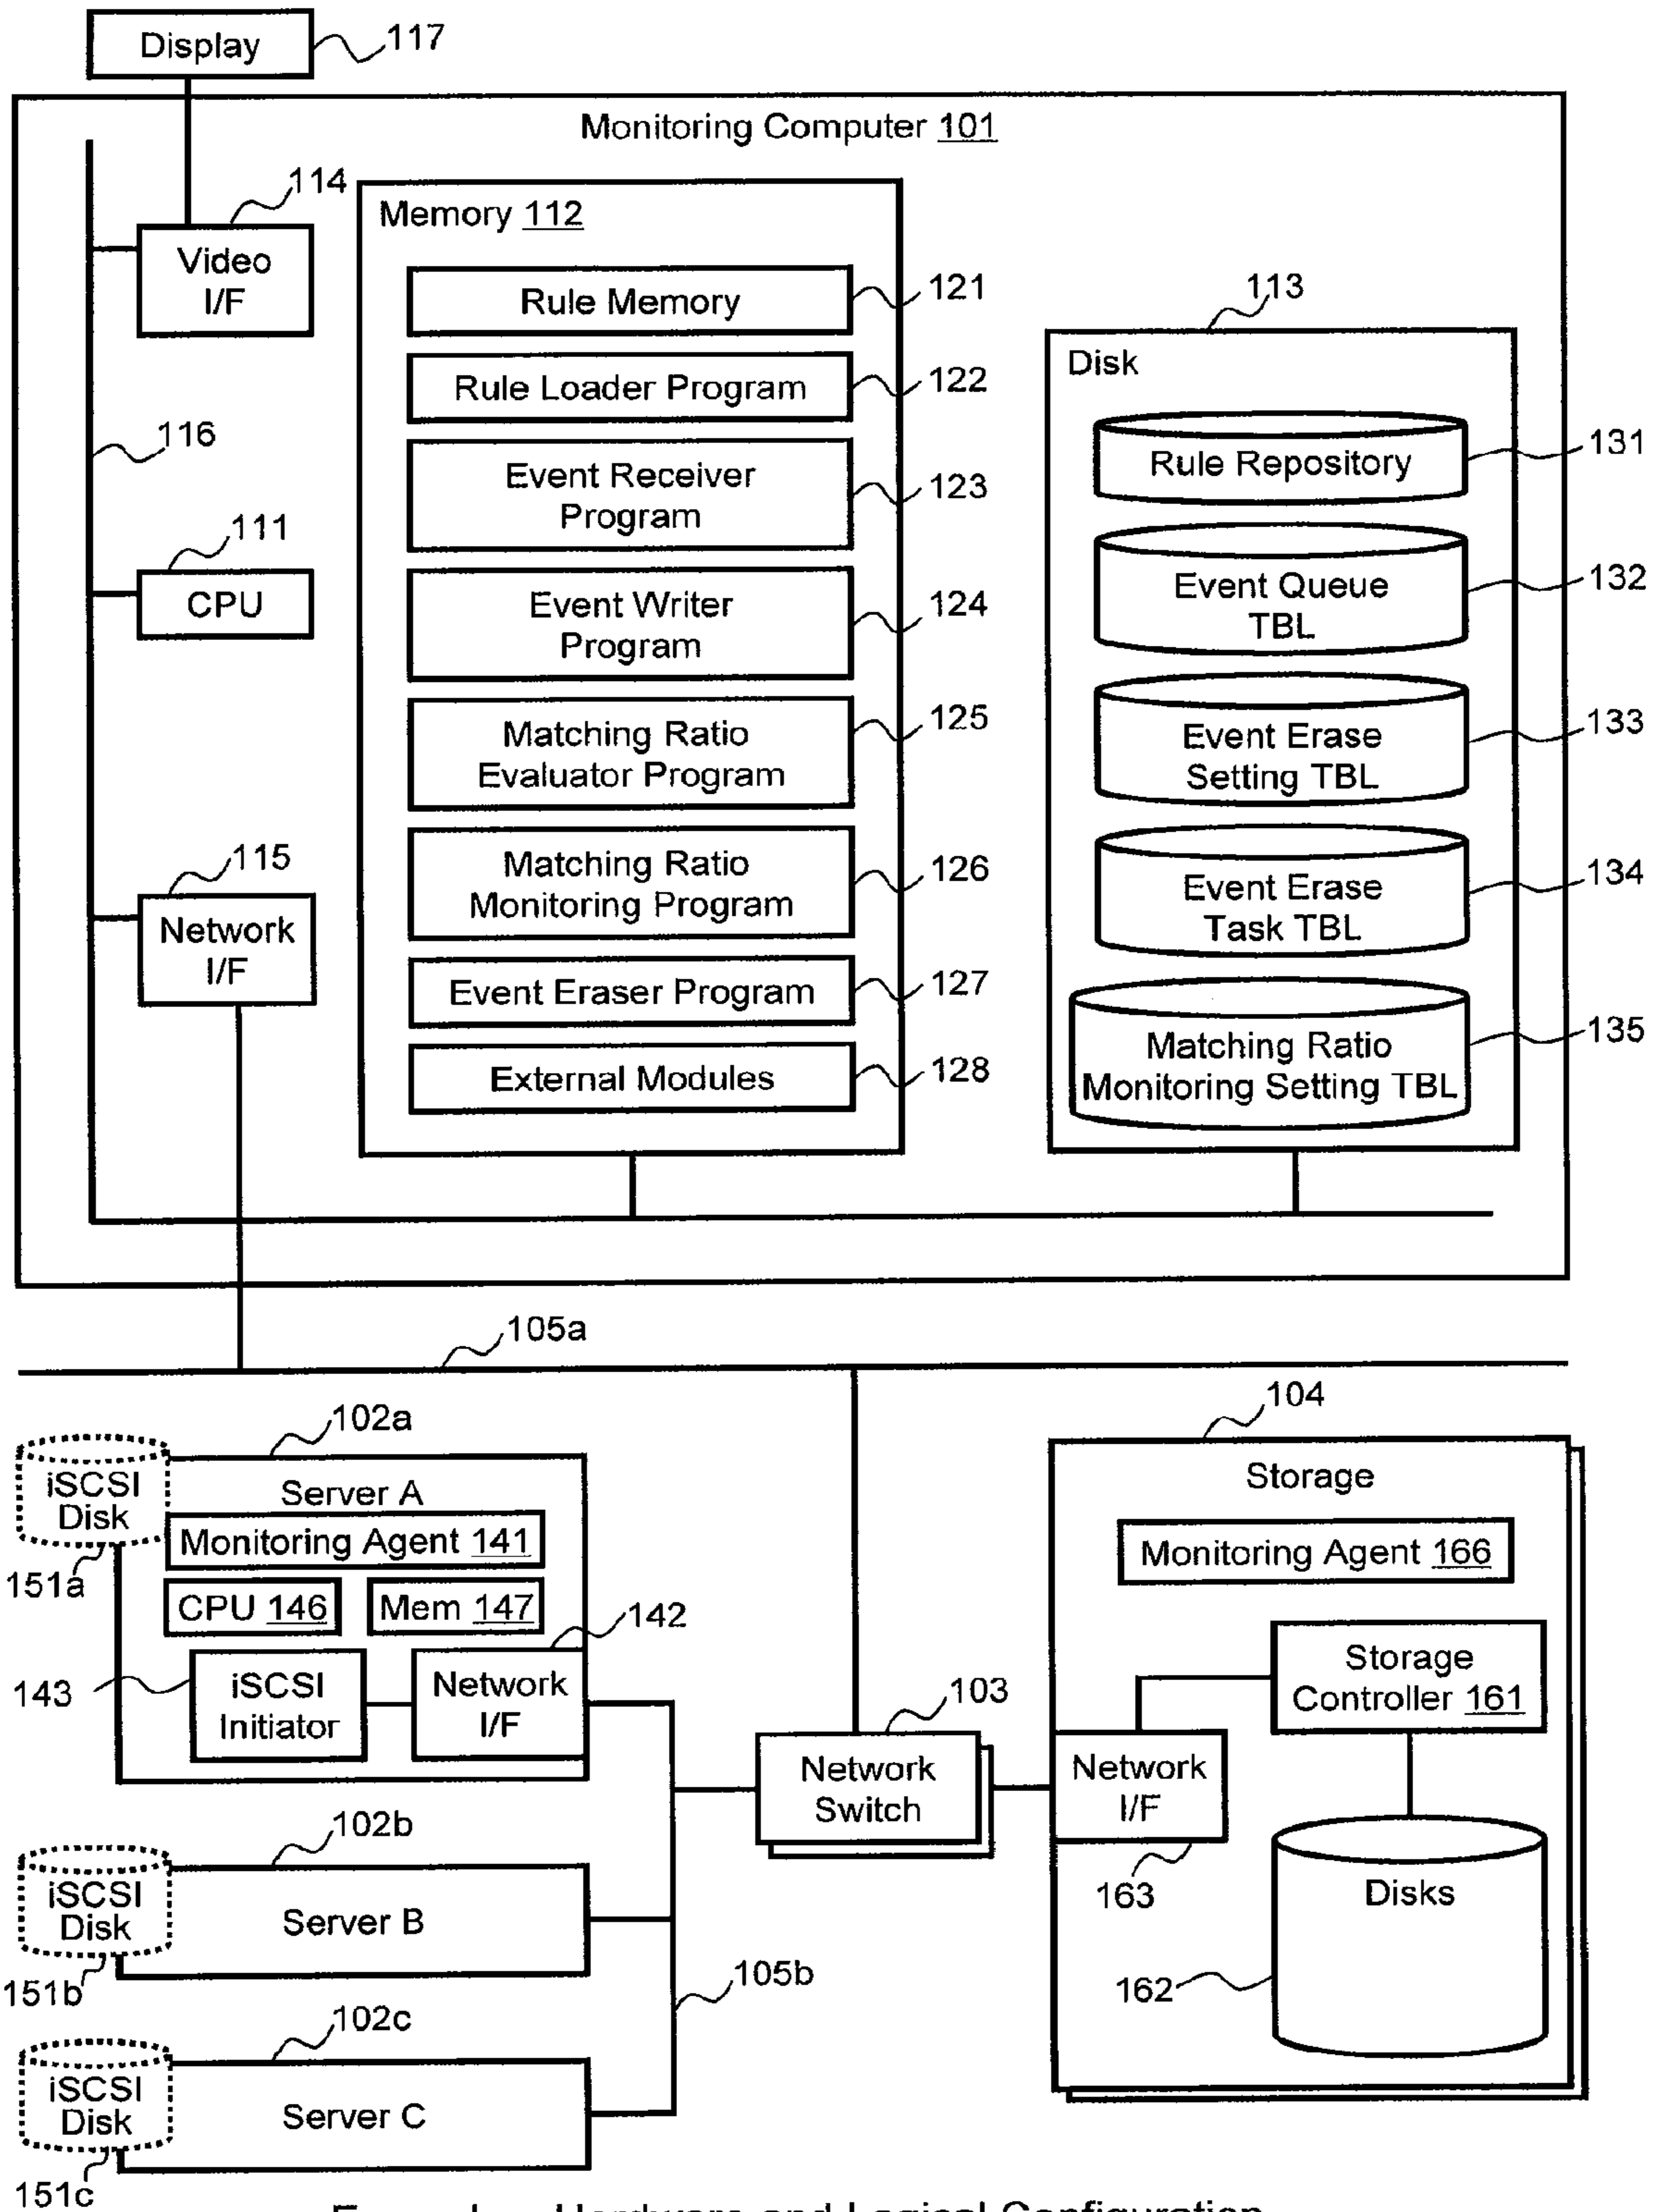 Display
117
Monitoring Computer 101
114
Video
I/F
Memory 112
Rule Memory
121
Rule Loader Program
122
Event Receiver
Program
123
Event Writer
Program
124
Matching Ratio
Evaluator Program
125
Matching Ratio
Monitoring Program
126
Event Eraser Program
127
External Modules
128
116
111
CPU
115
Network
I/F
113
Disk
Rule Repository
131
Event Queue
TBL
132
Event Erase
Setting TBL
133
Event Erase
Task TBL
134
Matching Ratio
Monitoring Setting TBL
135
105a
102a
iSCSI
Disk
151a
Server A
Monitoring Agent 141
CPU 146
Mem 147
142
143
iSCSI
Initiator
Network
I/F
102b
iSCSI
Disk
151b
Server B
105b
102c
iSCSI
Disk
151c
Server C
103
Network
Switch
104
Storage
Monitoring Agent 166
Storage
Controller 161
Network
I/F
163
Disks
162
Hardware and Logical Configuration